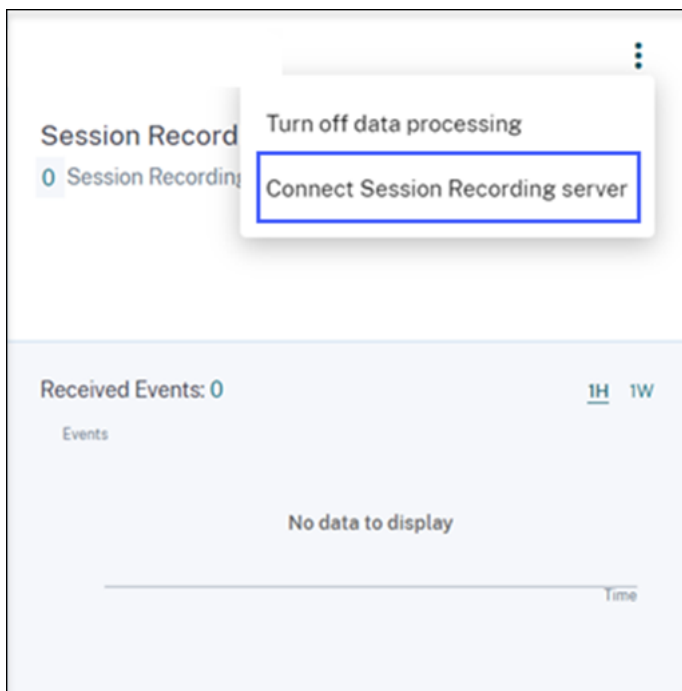 Session Record
0 Session Recording
Turn off data processing
Connect Session Recording server
Received Events: 0
1H 1W
Events
No data to display
Time